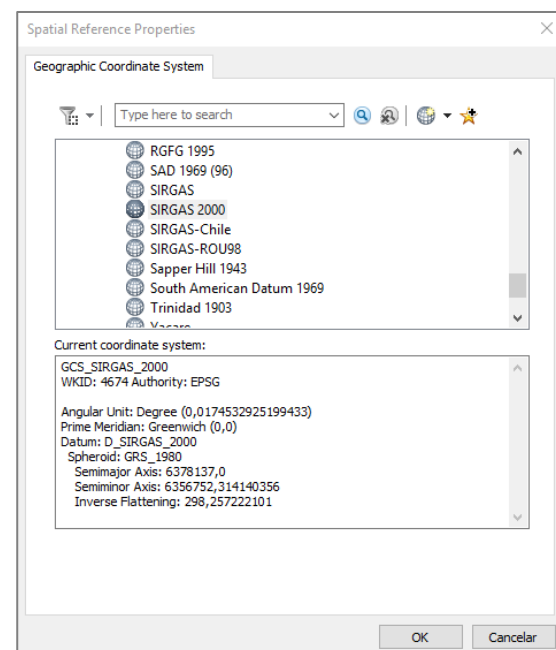 Spatial Reference Properties
Geographic Coordinate System
Type here to search
RGFG 1995
SAD 1969 (96)
SIRGAS
SIRGAS 2000
SIRGAS-Chile
SIRGAS-ROU98
Sapper Hill 1943
South American Datum 1969
Trinidad 1903
Yacare
Current coordinate system:
GCS_SIRGAS_2000
WKID: 4674 Authority: EPSG
Angular Unit: Degree (0,0174532925199433)
Prime Meridian: Greenwich (0,0)
Datum: D_SIRGAS_2000
Spheroid: GRS_1980
Semimajor Axis: 6378137,0
Semiminor Axis: 6356752,314140356
Inverse Flattening: 298,257222101
OK
Cancelar